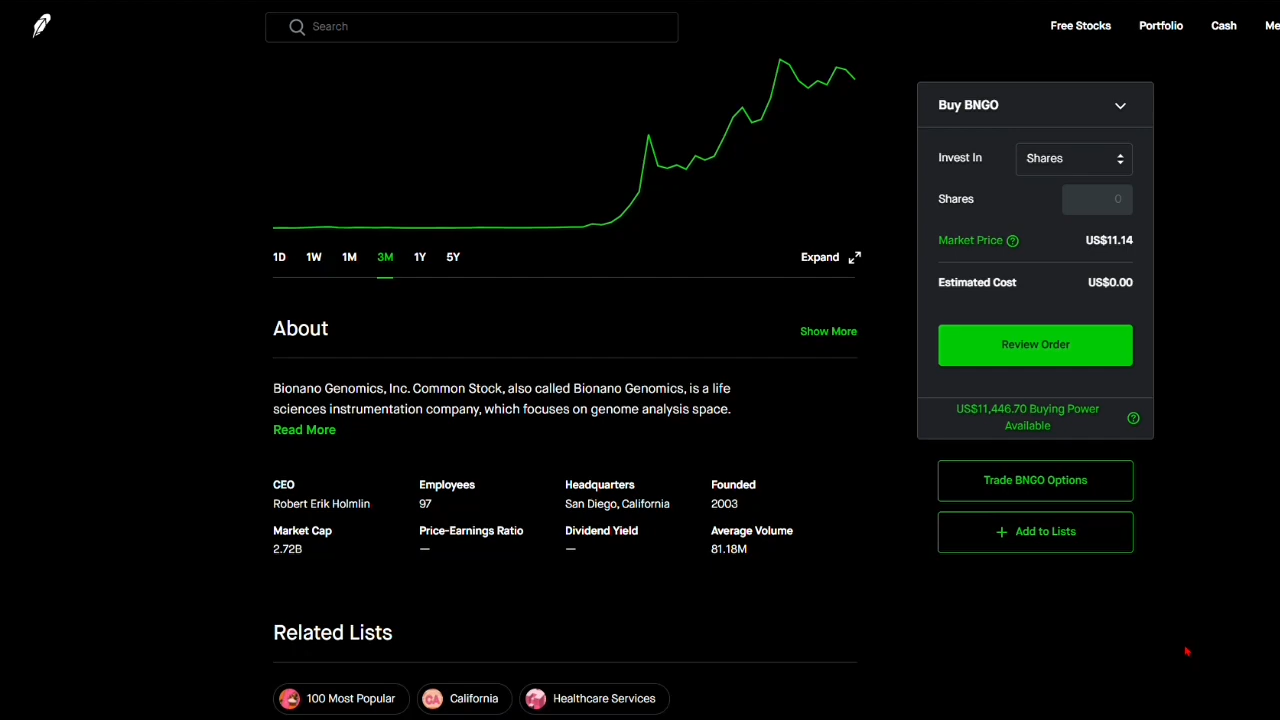 Search
Free Stocks
Portfolio
Cash
Me
Buy BNGO
Invest In
Shares
Shares
0
Market Price
US$11.14
Estimated Cost
US$0.00
Review Order
US$11,446.70 Buying Power
Available
Trade BNGO Options
+ Add to Lists
1D 1W 1M 3M 1Y 5Y
Expand
About
Show More
Bionano Genomics, Inc. Common Stock, also called Bionano Genomics, is a life
sciences instrumentation company, which focuses on genome analysis space.
Read More
CEO Employees Headquarters Founded
Robert Erik Holmlin 97 San Diego, California 2003
Market Cap Price-Earnings Ratio Dividend Yield Average Volume
2.72B — — 81.18M
Related Lists
100 Most Popular
CA California
Healthcare Services